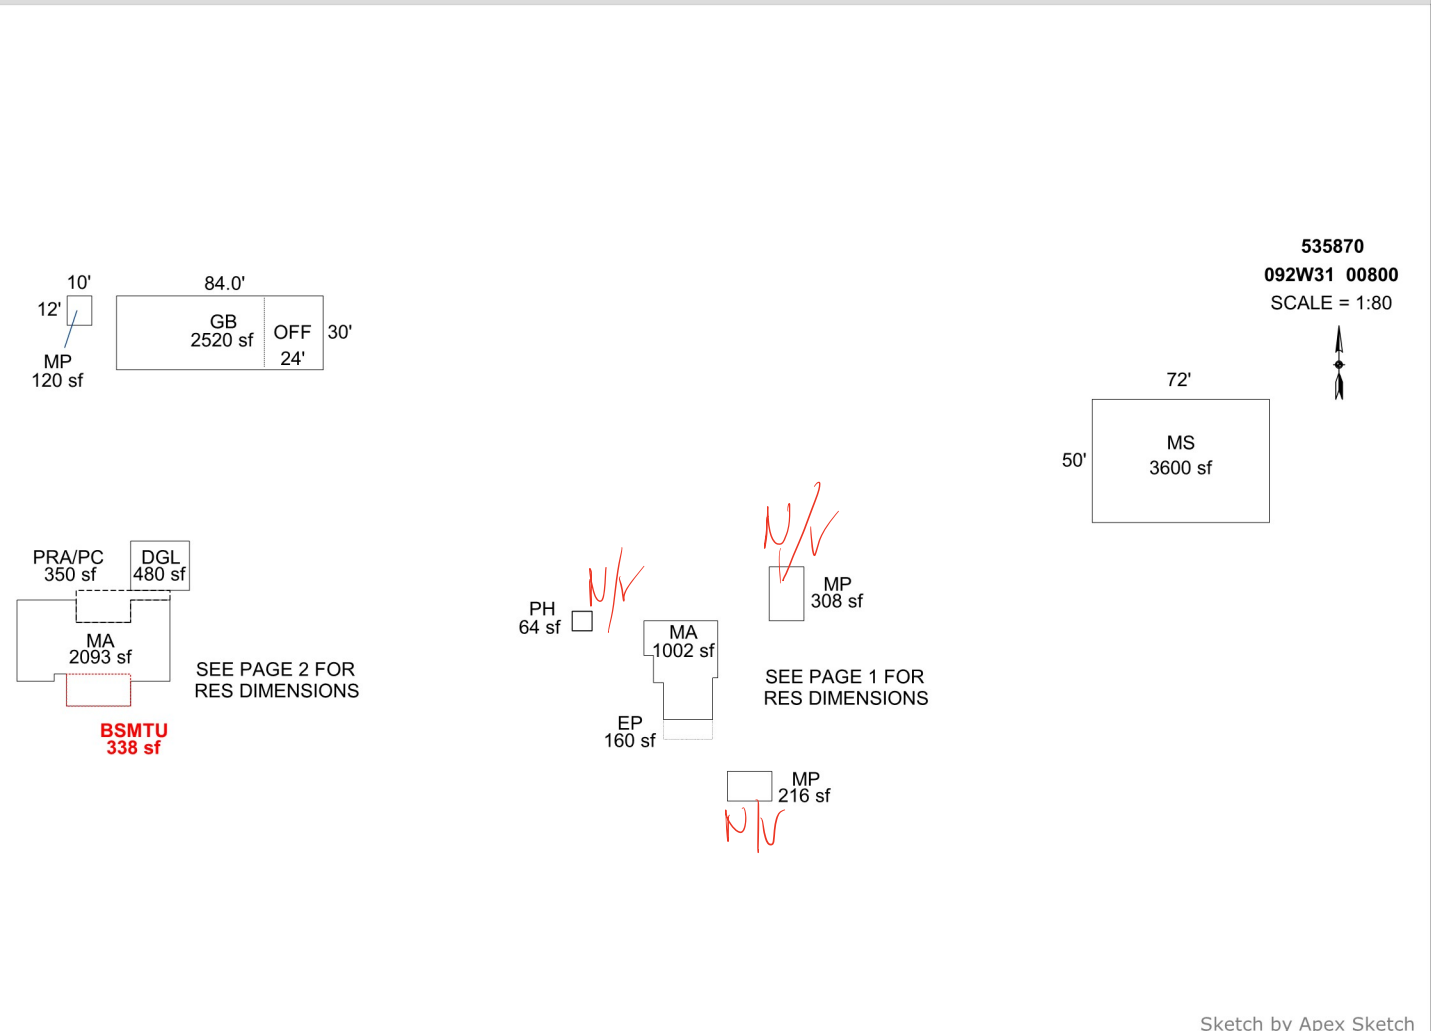 535870
092W31 00800
SCALE = 1:80
10'
84.0'
12'
GB
2520 sf
OFF
30'
24'
MP
120 sf
72'
50'
MS
3600 sf
PRA/PC
350 sf
DGL
480 sf
MA
2093 sf
SEE PAGE 2 FOR
RES DIMENSIONS
BSMTU
338 sf
N/V
N/V
PH
64 sf
MP
308 sf
MA
1002 sf
SEE PAGE 1 FOR
RES DIMENSIONS
EP
160 sf
MP
216 sf
N/V
Sketch by Apex Sketch